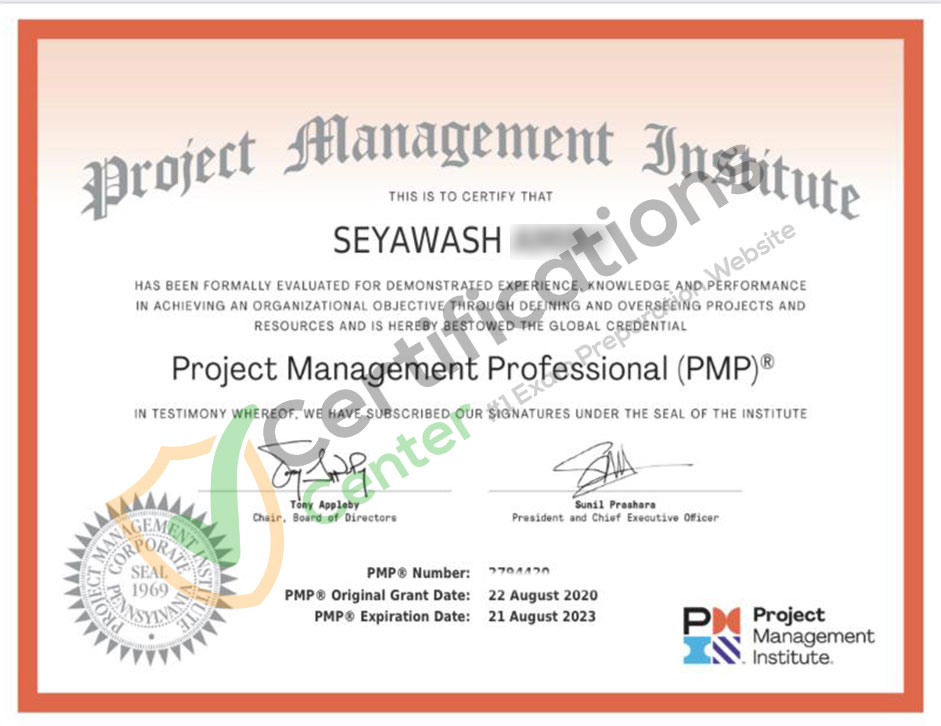 Project Management Institute
THIS IS TO CERTIFY THAT
SEYAWASH
HAS BEEN FORMALLY EVALUATED FOR DEMONSTRATED EXPERIENCE, KNOWLEDGE AND PERFORMANCE
IN ACHIEVING AN ORGANIZATIONAL OBJECTIVE THROUGH DEFINING AND OVERSEEING PROJECTS AND
RESOURCES AND IS HEREBY BESTOWED THE GLOBAL CREDENTIAL
Project Management Professional (PMP)®
IN TESTIMONY WHEREOF, WE HAVE SUBSCRIBED OUR SIGNATURES UNDER THE SEAL OF THE INSTITUTE
Certifications
Center
#1 Exam Preparation Website
Tony Appleby
Chair, Board of Directors
Sunil Prashara
President and Chief Executive Officer
PROJECT MANAGEMENT INSTITUTE
CORPORATE
SEAL
1969
PENNSYLVANIA
PMP® Number:
PMP® Original Grant Date: 22 August 2020
PMP® Expiration Date: 21 August 2023
PM
Project
Management
Institute.